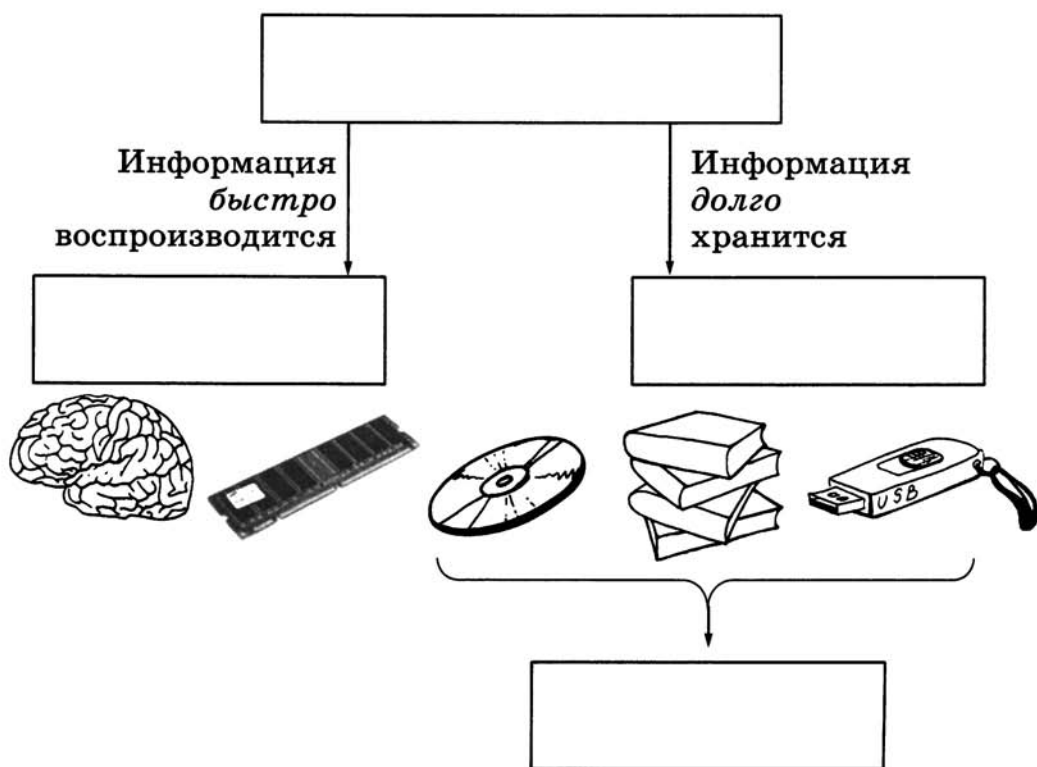 Информация
быстро
воспроизводится
Информация
долго
хранится
USB